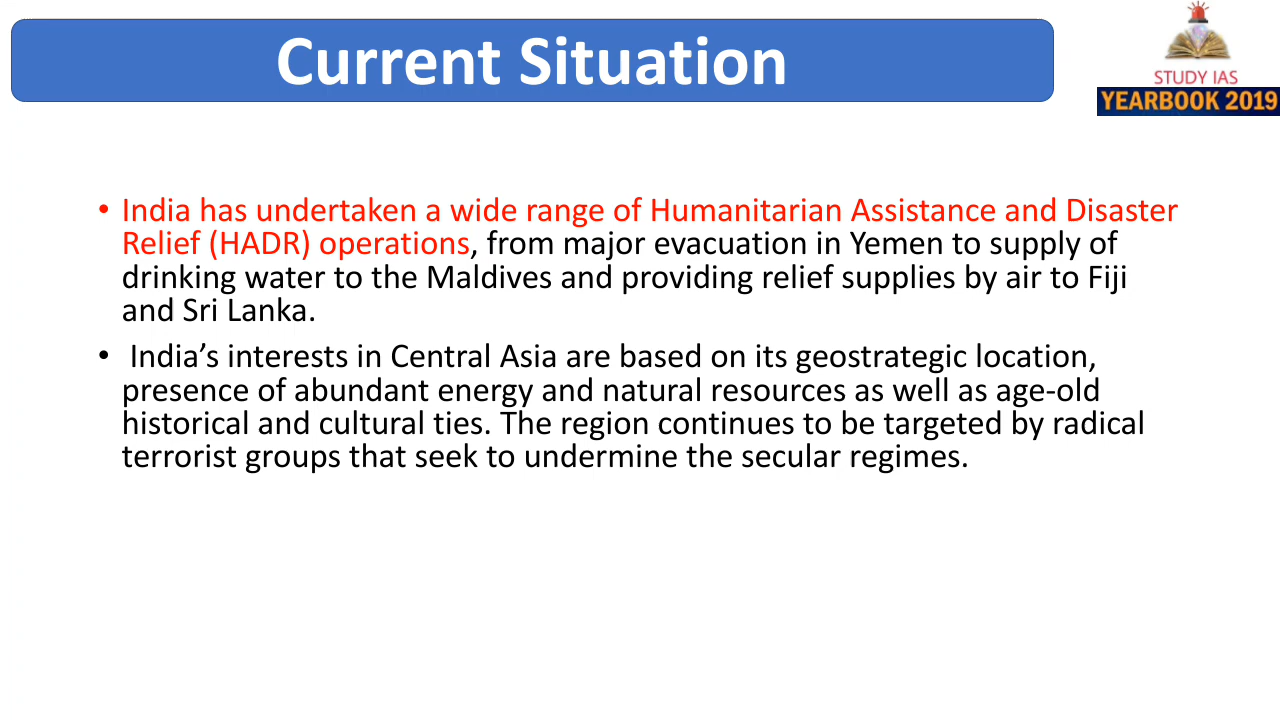 Current Situation
STUDY IAS
YEARBOOK 2019
• India has undertaken a wide range of Humanitarian Assistance and Disaster
Relief (HADR) operations, from major evacuation in Yemen to supply of
drinking water to the Maldives and providing relief supplies by air to Fiji
and Sri Lanka.
• India’s interests in Central Asia are based on its geostrategic location,
presence of abundant energy and natural resources as well as age-old
historical and cultural ties. The region continues to be targeted by radical
terrorist groups that seek to undermine the secular regimes.